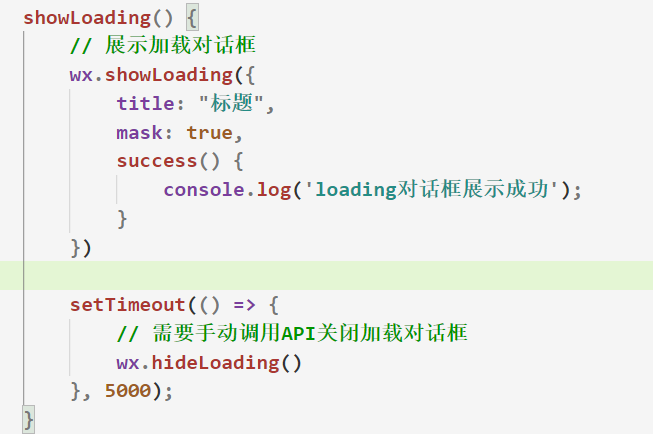 showLoading() {
    // 展示加载对话框
    wx.showLoading({
        title: "标题",
        mask: true,
        success() {
            console.log('loading对话框展示成功');
        }
    })

    setTimeout(() => {
        // 需要手动调用API关闭加载对话框
        wx.hideLoading()
    }, 5000);
}